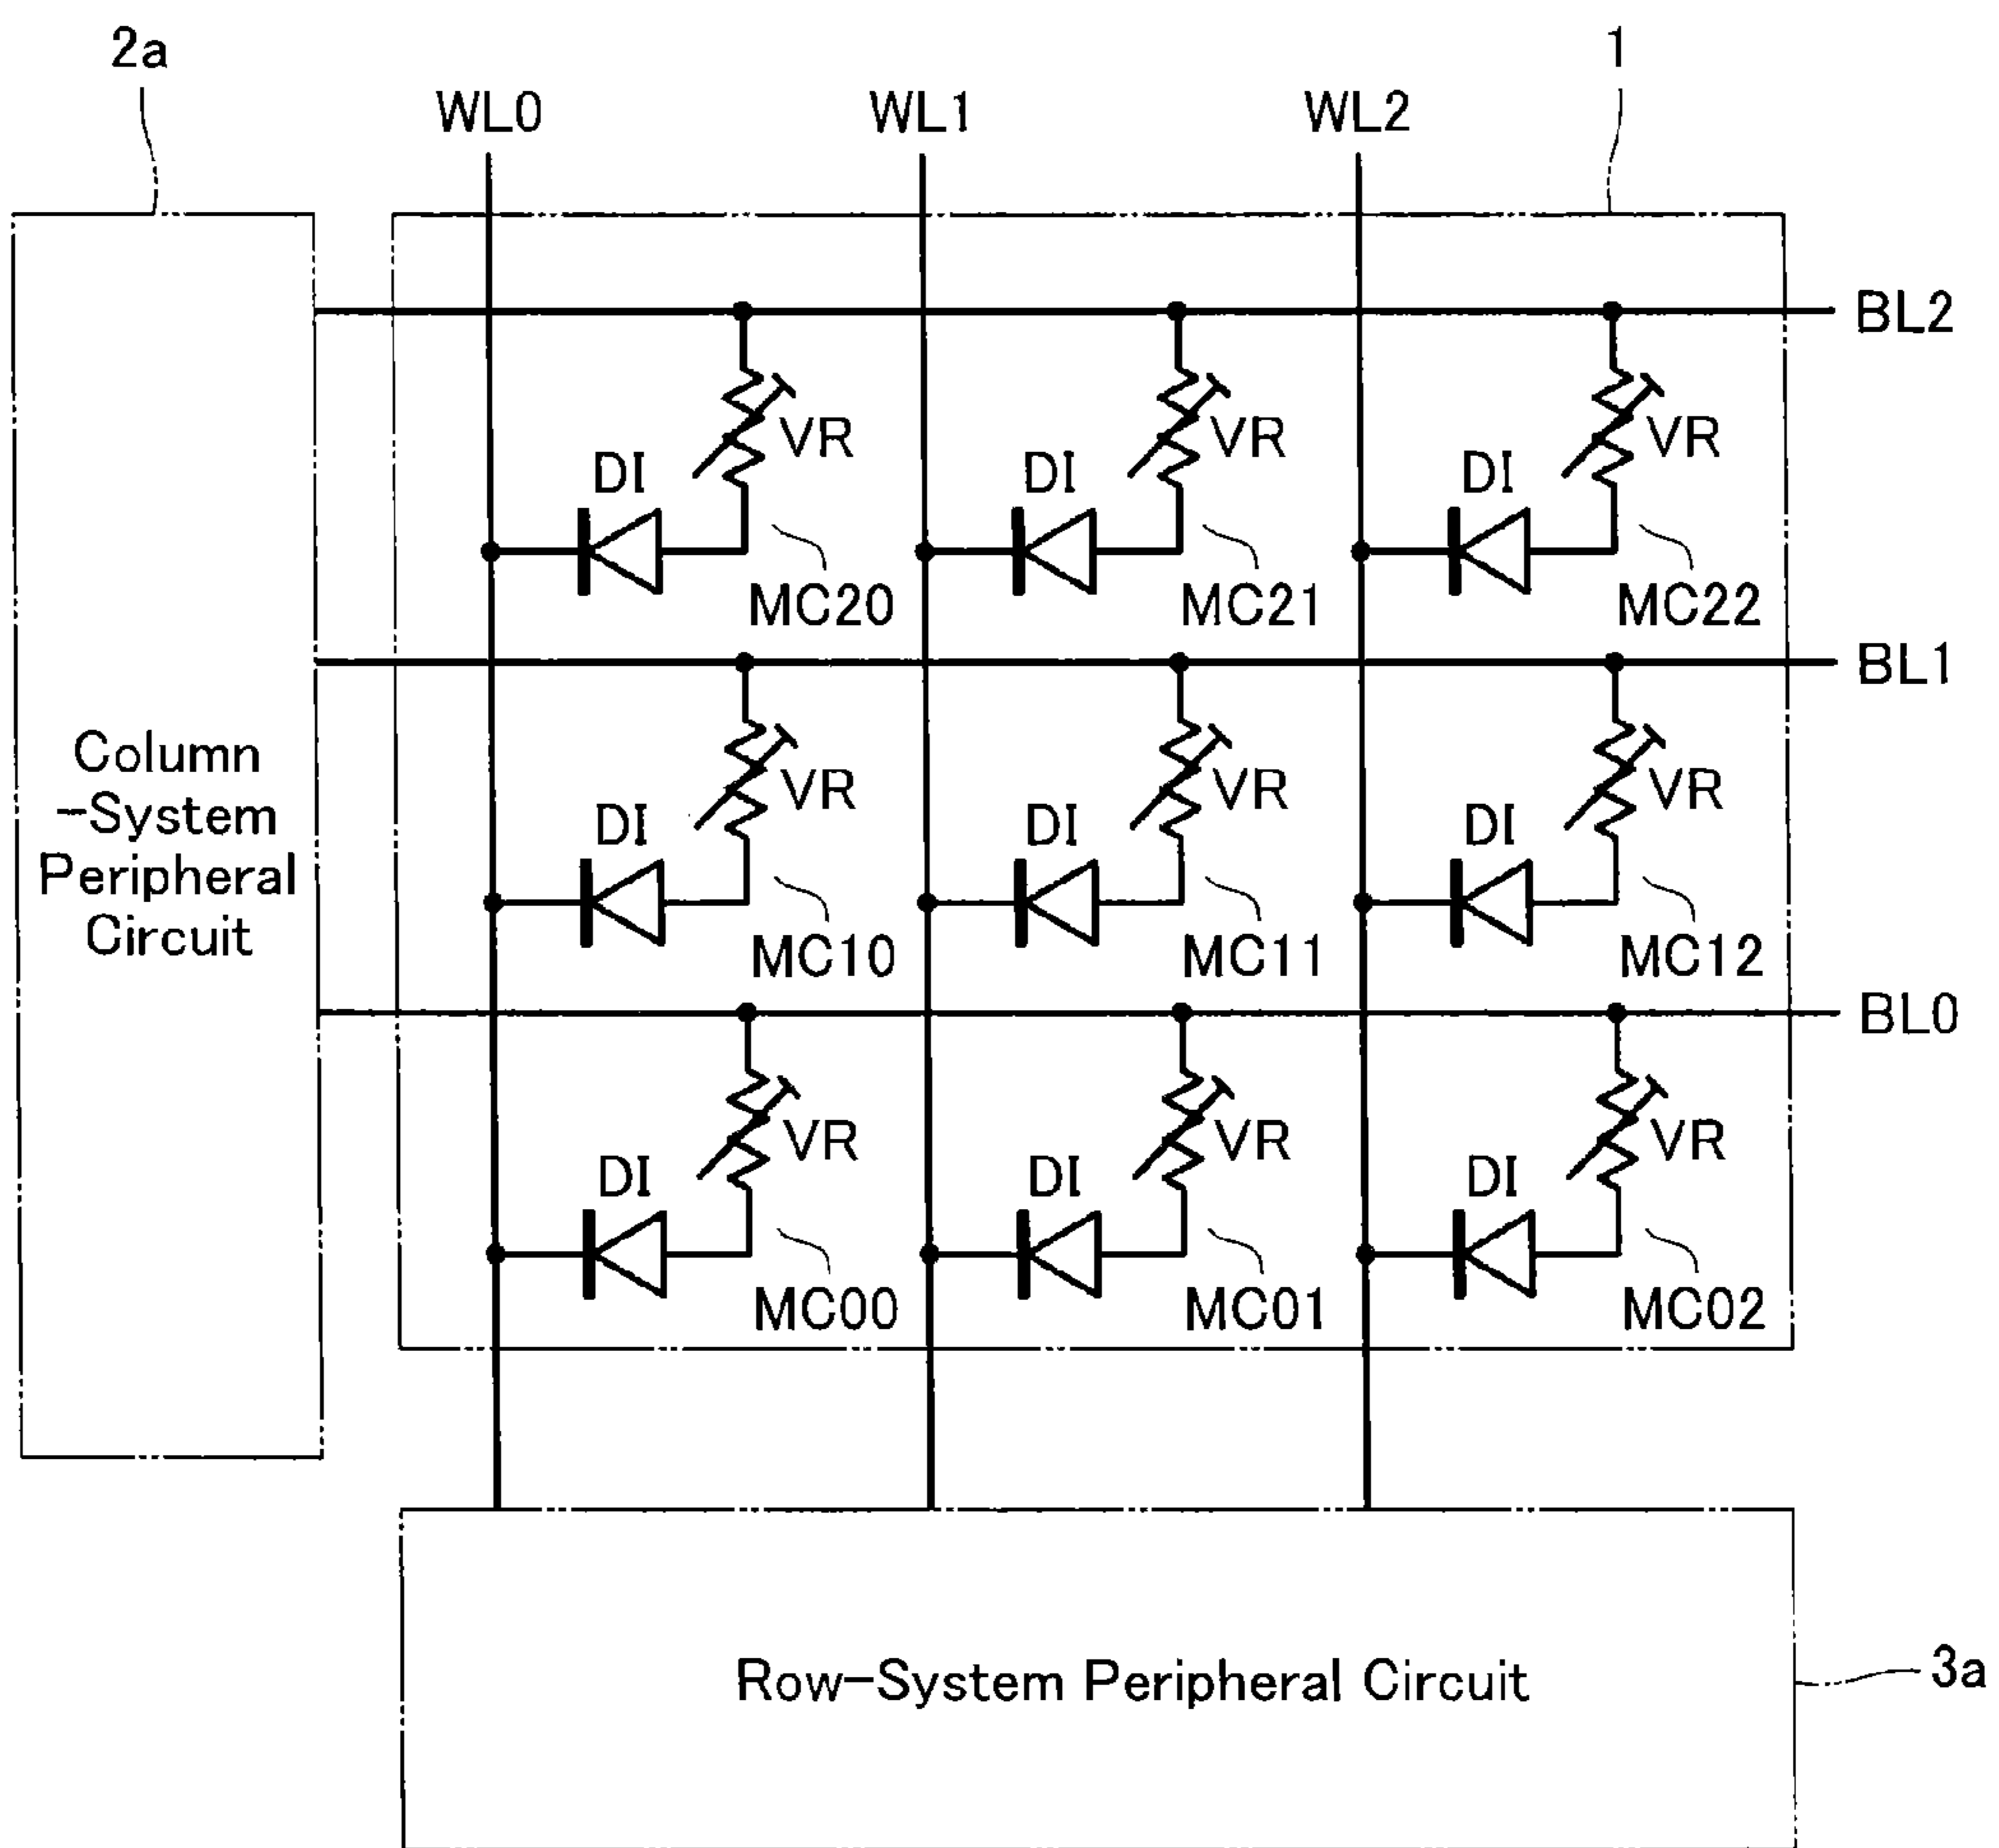 2a
1
WL0
WL1
WL2
BL2
VR
VR
VR
DI
DI
DI
MC20
MC21
MC22
BL1
Column
-System
Peripheral
Circuit
VR
VR
VR
DI
DI
DI
MC10
MC11
MC12
BL0
VR
VR
VR
DI
DI
DI
MC00
MC01
MC02
Row-System Peripheral Circuit
3a